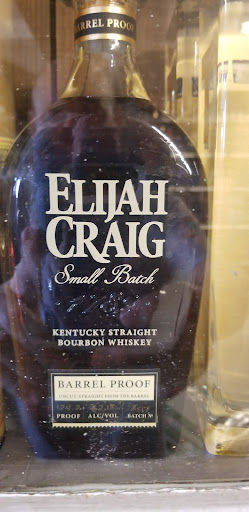 BARREL PROOF
ELIJAH
CRAIG
Small Batch
KENTUCKY STRAIGHT
BOURBON WHISKEY
BARREL PROOF
UNCUT. STRAIGHT FROM THE BARREL
PROOF ALC/VOL BATCH Nº